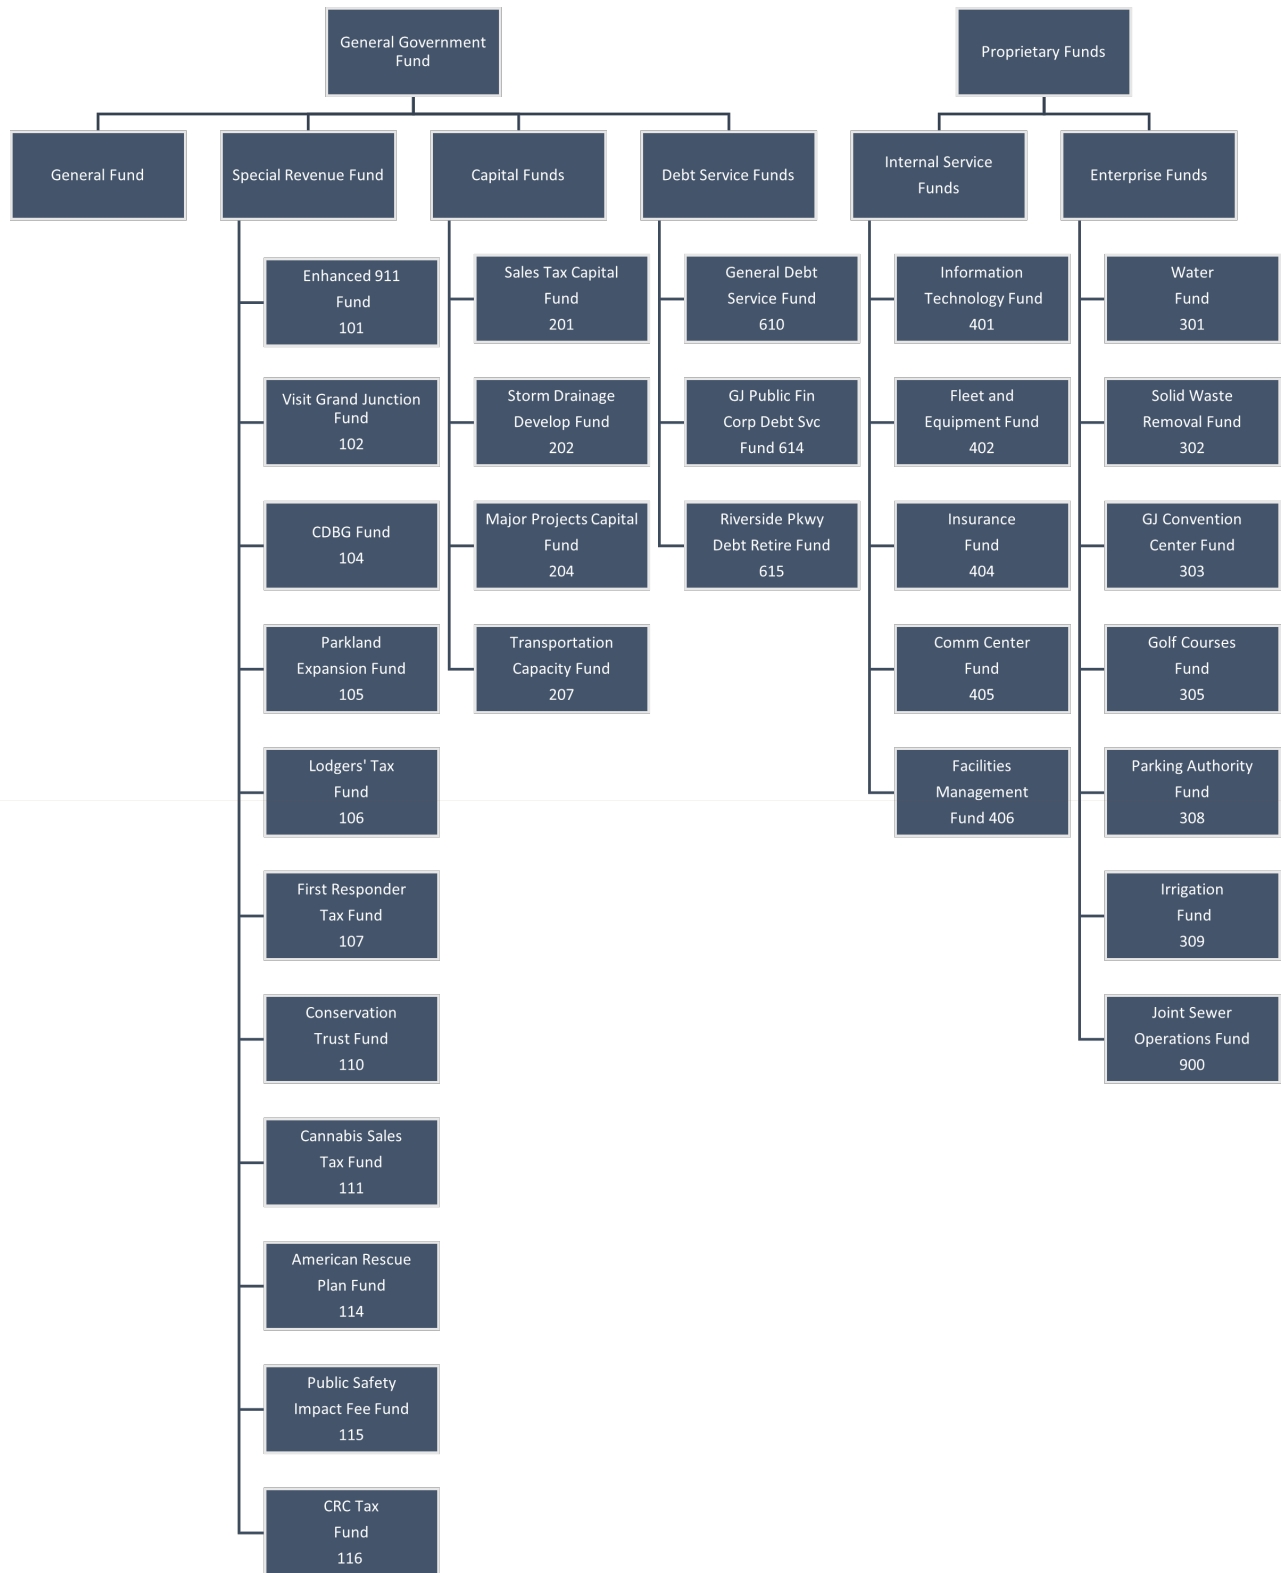 General Government
Fund
Proprietary Funds
General Fund
Special Revenue Fund
Capital Funds
Debt Service Funds
Internal Service
Funds
Enterprise Funds
Enhanced 911
Fund
101
Visit Grand Junction
Fund
102
CDBG Fund
104
Parkland
Expansion Fund
105
Lodgers' Tax
Fund
106
First Responder
Tax Fund
107
Conservation
Trust Fund
110
Cannabis Sales
Tax Fund
111
American Rescue
Plan Fund
114
Public Safety
Impact Fee Fund
115
CRC Tax
Fund
116
Sales Tax Capital
Fund
201
Storm Drainage
Develop Fund
202
Major Projects Capital
Fund
204
Transportation
Capacity Fund
207
General Debt
Service Fund
610
GJ Public Fin
Corp Debt Svc
Fund 614
Riverside Pkwy
Debt Retire Fund
615
Information
Technology Fund
401
Fleet and
Equipment Fund
402
Insurance
Fund
404
Comm Center
Fund
405
Facilities
Management
Fund 406
Water
Fund
301
Solid Waste
Removal Fund
302
GJ Convention
Center Fund
303
Golf Courses
Fund
305
Parking Authority
Fund
308
Irrigation
Fund
309
Joint Sewer
Operations Fund
900